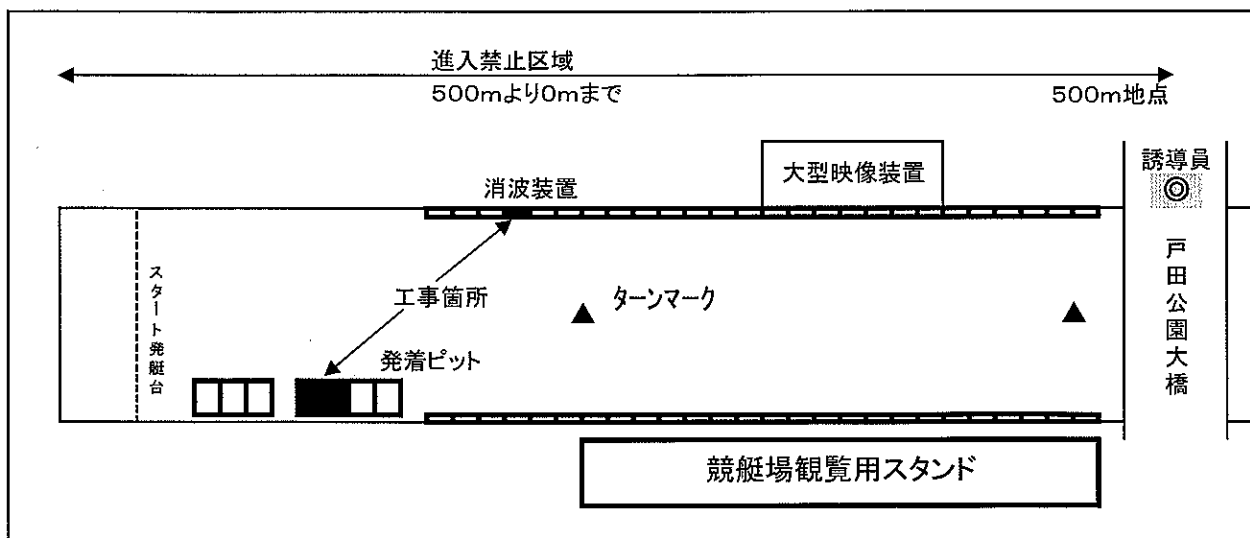 進入禁止区域
500mより0mまで
500m地点
誘導員
大型映像装置
消波装置
スタート発艇台
工事箇所
ターンマーク
戸田公園大橋
発着ピット
競艇場観覧用スタンド